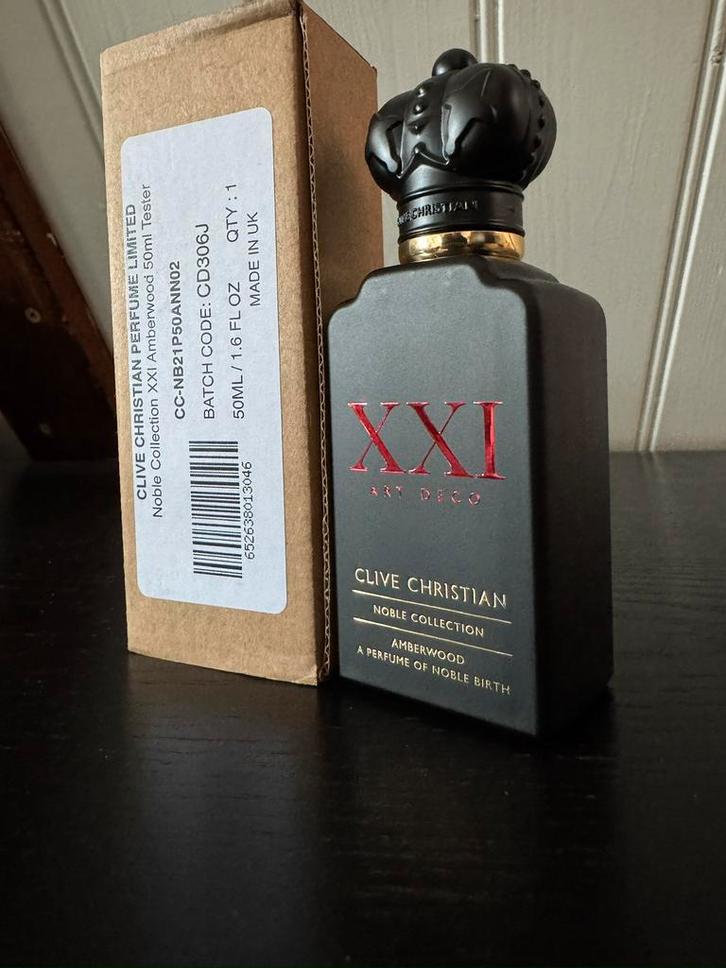 CLIVE CHRISTIAN PERFUME LIMITED
Noble Collection XXI Amberwood 50ml Tester
CC-NB21P50ANN02
BATCH CODE: CD306J
50ML / 1.6 FL OZ QTY : 1
MADE IN UK
652638013046
CLIVE CHRISTIAN
XXI
ART DECO
CLIVE CHRISTIAN
NOBLE COLLECTION
AMBERWOOD
A PERFUME OF NOBLE BIRTH